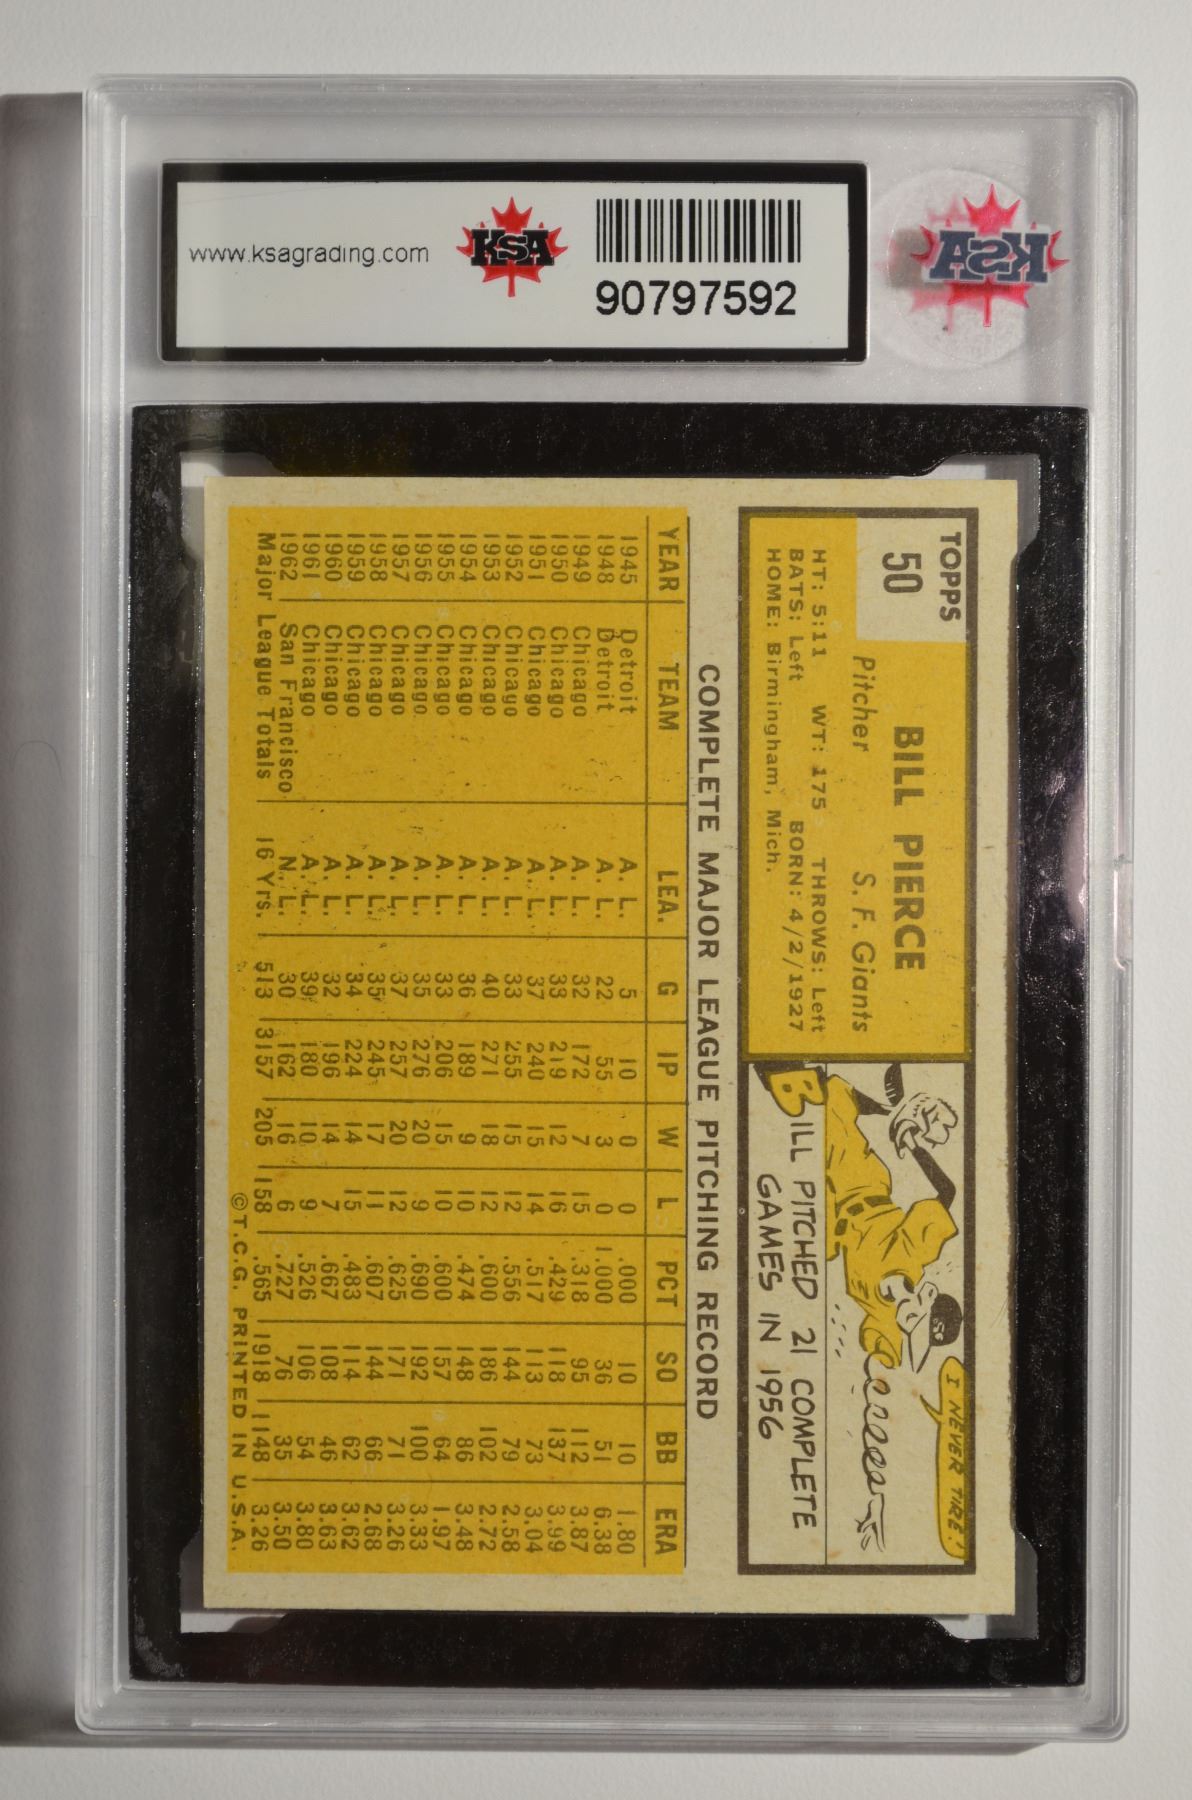 www.ksagrading.com
KSA
90797592
KSA
TOPPS
50
BILL PIERCE
Pitcher S. F. Giants
HT: 5:11 WT: 175 THROWS: Left
BATS: Left BORN: 4/2/1927
HOME: Birmingham, Mich.
I NEVER TIRE!
SF
BILL PITCHED 21 COMPLETE
GAMES IN 1956
COMPLETE MAJOR LEAGUE PITCHING RECORD
YEAR TEAM LEA. G IP W L PCT SO BB ERA
1945 Detroit A. L. 5 10 0 0 .000 10 10 1.80
1948 Detroit A. L. 22 55 3 0 1.000 36 51 6.38
1949 Chicago A. L. 32 172 7 15 .318 95 112 3.87
1950 Chicago A. L. 33 219 12 16 .429 118 137 3.99
1951 Chicago A. L. 37 240 15 14 .517 113 73 3.04
1952 Chicago A. L. 33 255 15 12 .556 144 79 2.58
1953 Chicago A. L. 40 271 18 12 .600 186 102 2.72
1954 Chicago A. L. 36 189 9 10 .474 148 86 3.48
1955 Chicago A. L. 33 206 15 10 .600 157 64 1.97
1956 Chicago A. L. 35 276 20 9 .690 192 100 3.33
1957 Chicago A. L. 37 257 20 12 .625 171 71 3.26
1958 Chicago A. L. 35 245 17 11 .607 144 66 2.68
1959 Chicago A. L. 34 224 14 15 .483 114 62 3.62
1960 Chicago A. L. 32 196 14 7 .667 108 46 3.63
1961 Chicago A. L. 39 180 10 9 .526 106 54 3.80
1962 San Francisco N. L. 30 162 16 6 .727 76 35 3.50
Major League Totals 16 Yrs. 513 3157 205 158 .565 1918 1148 3.26
© T.C.G. PRINTED IN U.S.A.